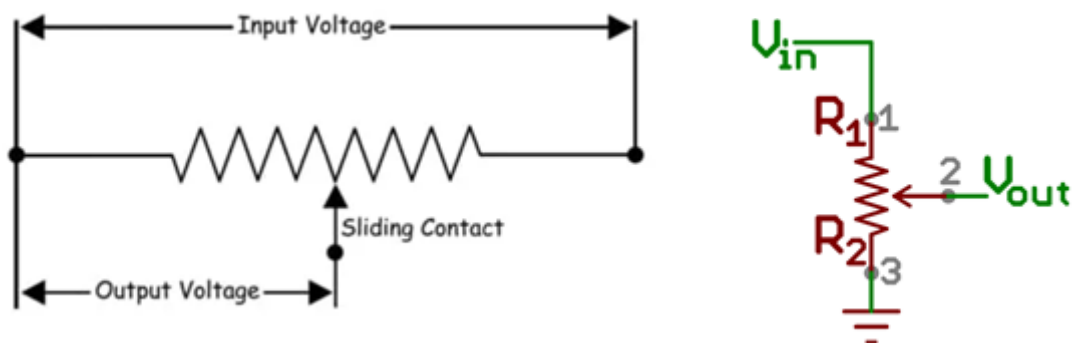 Input Voltage
Sliding Contact
Output Voltage
Vin
R1 1
2 Vout
R2 3